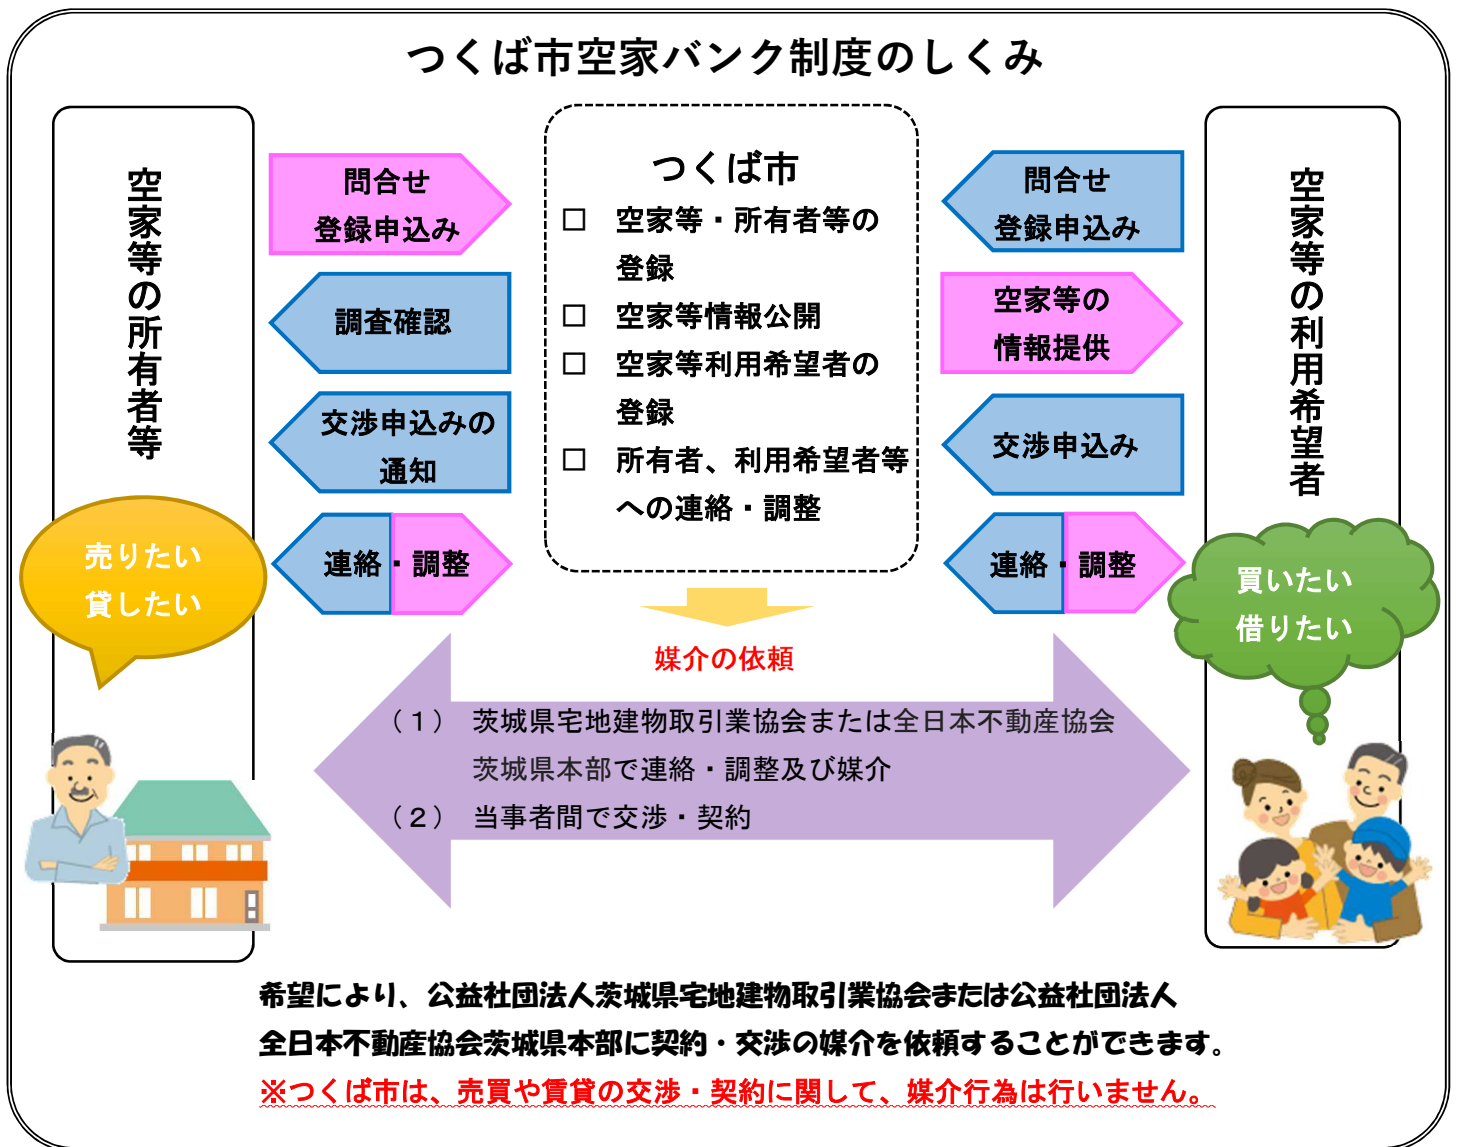 つくば市空家バンク制度のしくみ
空家等の所有者等
売りたい
貸したい
問合せ
登録申込み
調査確認
交渉申込みの
通知
連絡・調整
つくば市
□ 空家等・所有者等の
登録
□ 空家等情報公開
□ 空家等利用希望者の
登録
□ 所有者、利用希望者等
への連絡・調整
問合せ
登録申込み
空家等の
情報提供
交渉申込み
連絡・調整
空家等の利用希望者
買いたい
借りたい
媒介の依頼
（１） 茨城県宅地建物取引業協会または全日本不動産協会
茨城県本部で連絡・調整及び媒介
（２） 当事者間で交渉・契約
希望により、公益社団法人茨城県宅地建物取引業協会または公益社団法人
全日本不動産協会茨城県本部に契約・交渉の媒介を依頼することができます。
※つくば市は、売買や賃貸の交渉・契約に関して、媒介行為は行いません。